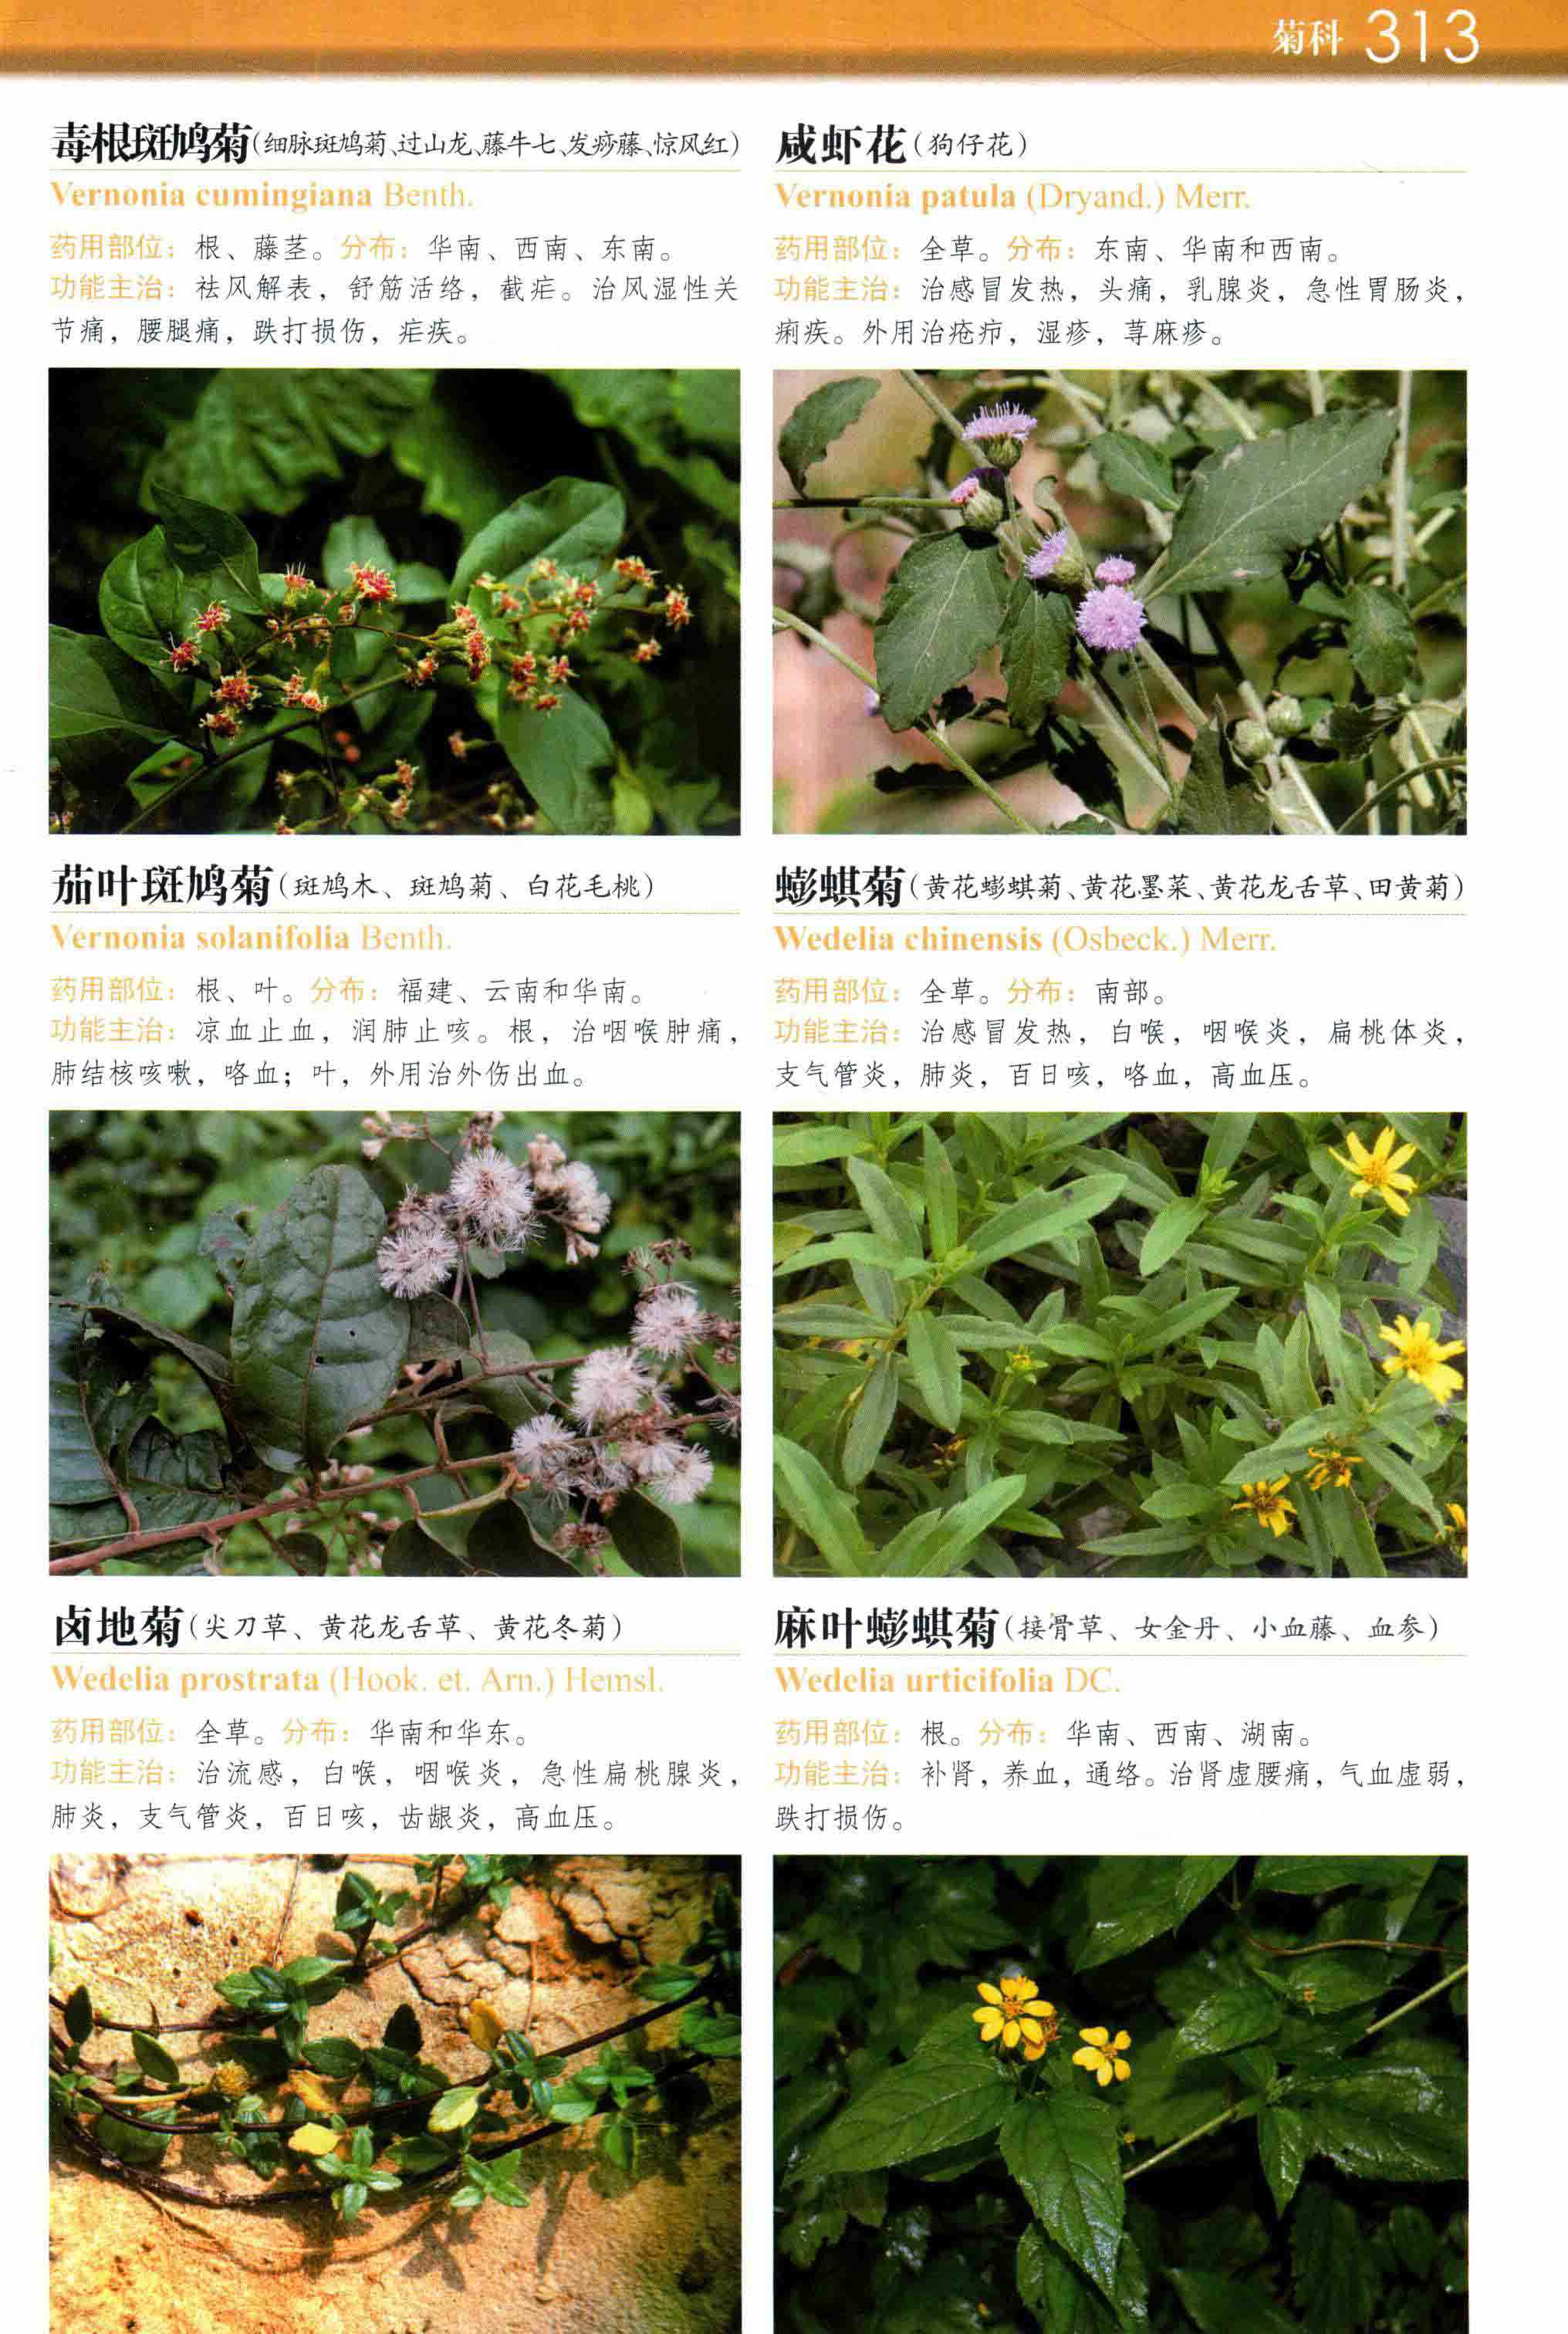 菊科 313
毒根斑鸠菊(细脉斑鸠菊、过山龙、藤牛七、发痧藤、惊风红)
Vernonia cumingiana Benth.
药用部位：根、藤茎。分布：华南、西南、东南。
功能主治：祛风解表，舒筋活络，截疟。治风湿性关
节痛，腰腿痛，跌打损伤，疟疾。
咸虾花(狗仔花)
Vernonia patula (Dryand.) Merr.
药用部位：全草。分布：东南、华南和西南。
功能主治：治感冒发热，头痛，乳腺炎，急性胃肠炎，
痢疾。外用治疮疖，湿疹，荨麻疹。
茄叶斑鸠菊(斑鸠木、斑鸠菊、白花毛桃)
Vernonia solanifolia Benth.
药用部位：根、叶。分布：福建、云南和华南。
功能主治：凉血止血，润肺止咳。根，治咽喉肿痛，
肺结核咳嗽，咯血；叶，外用治外伤出血。
蟛蜞菊(黄花蟛蜞菊、黄花墨菜、黄花龙舌草、田黄菊)
Wedelia chinensis (Osbeck.) Merr.
药用部位：全草。分布：南部。
功能主治：治感冒发热，白喉，咽喉炎，扁桃体炎，
支气管炎，肺炎，百日咳，咯血，高血压。
卤地菊(尖刀草、黄花龙舌草、黄花冬菊)
Wedelia prostrata (Hook. et. Arn.) Hemsl.
药用部位：全草。分布：华南和华东。
功能主治：治流感，白喉，咽喉炎，急性扁桃腺炎，
肺炎，支气管炎，百日咳，齿龈炎，高血压。
麻叶蟛蜞菊(接骨草、女金丹、小血藤、血参)
Wedelia urticifolia DC.
药用部位：根。分布：华南、西南、湖南。
功能主治：补肾，养血，通络。治肾虚腰痛，气血虚弱，
跌打损伤。